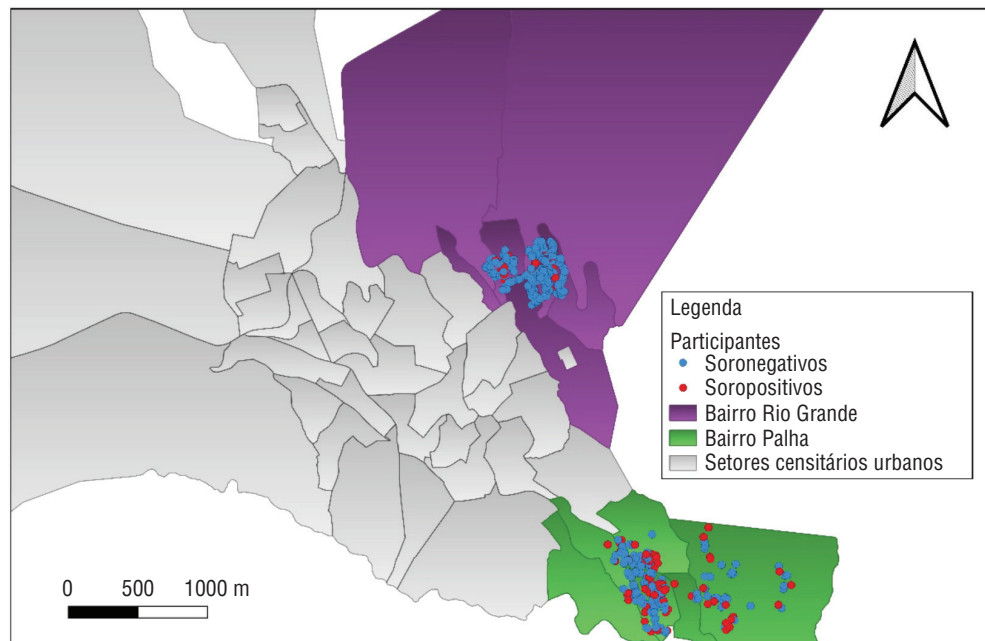 Legenda
Participantes
Soronegativos
Soropositivos
Bairro Rio Grande
Bairro Palha
Setores censitários urbanos
0 500 1000 m